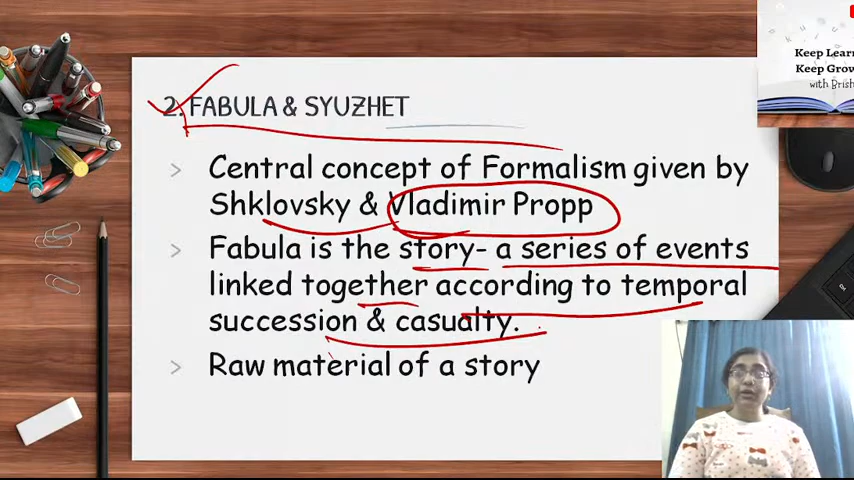 Keep Lear
Keep Grow
with Brish
2. FABULA & SYUZHET
> Central concept of Formalism given by
Shklovsky & Vladimir Propp
> Fabula is the story- a series of events
linked together according to temporal
succession & casualty.
> Raw material of a story